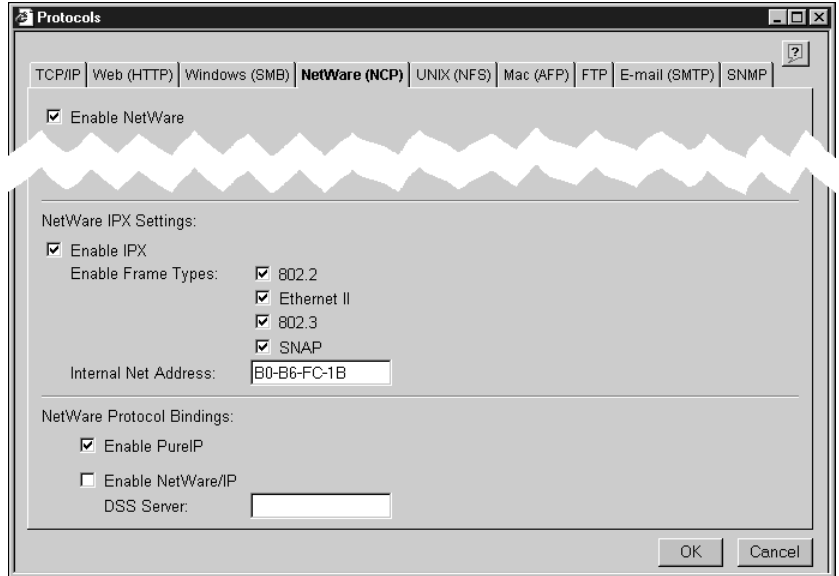 Protocols
?
TCP/IP Web (HTTP) Windows (SMB) NetWare (NCP) UNIX (NFS) Mac (AFP) FTP E-mail (SMTP) SNMP
Enable NetWare
NetWare IPX Settings:
Enable IPX
Enable Frame Types: 802.2
Ethernet II
802.3
SNAP
Internal Net Address: B0-B6-FC-1B
NetWare Protocol Bindings:
Enable PureIP
Enable NetWare/IP
DSS Server:
OK Cancel